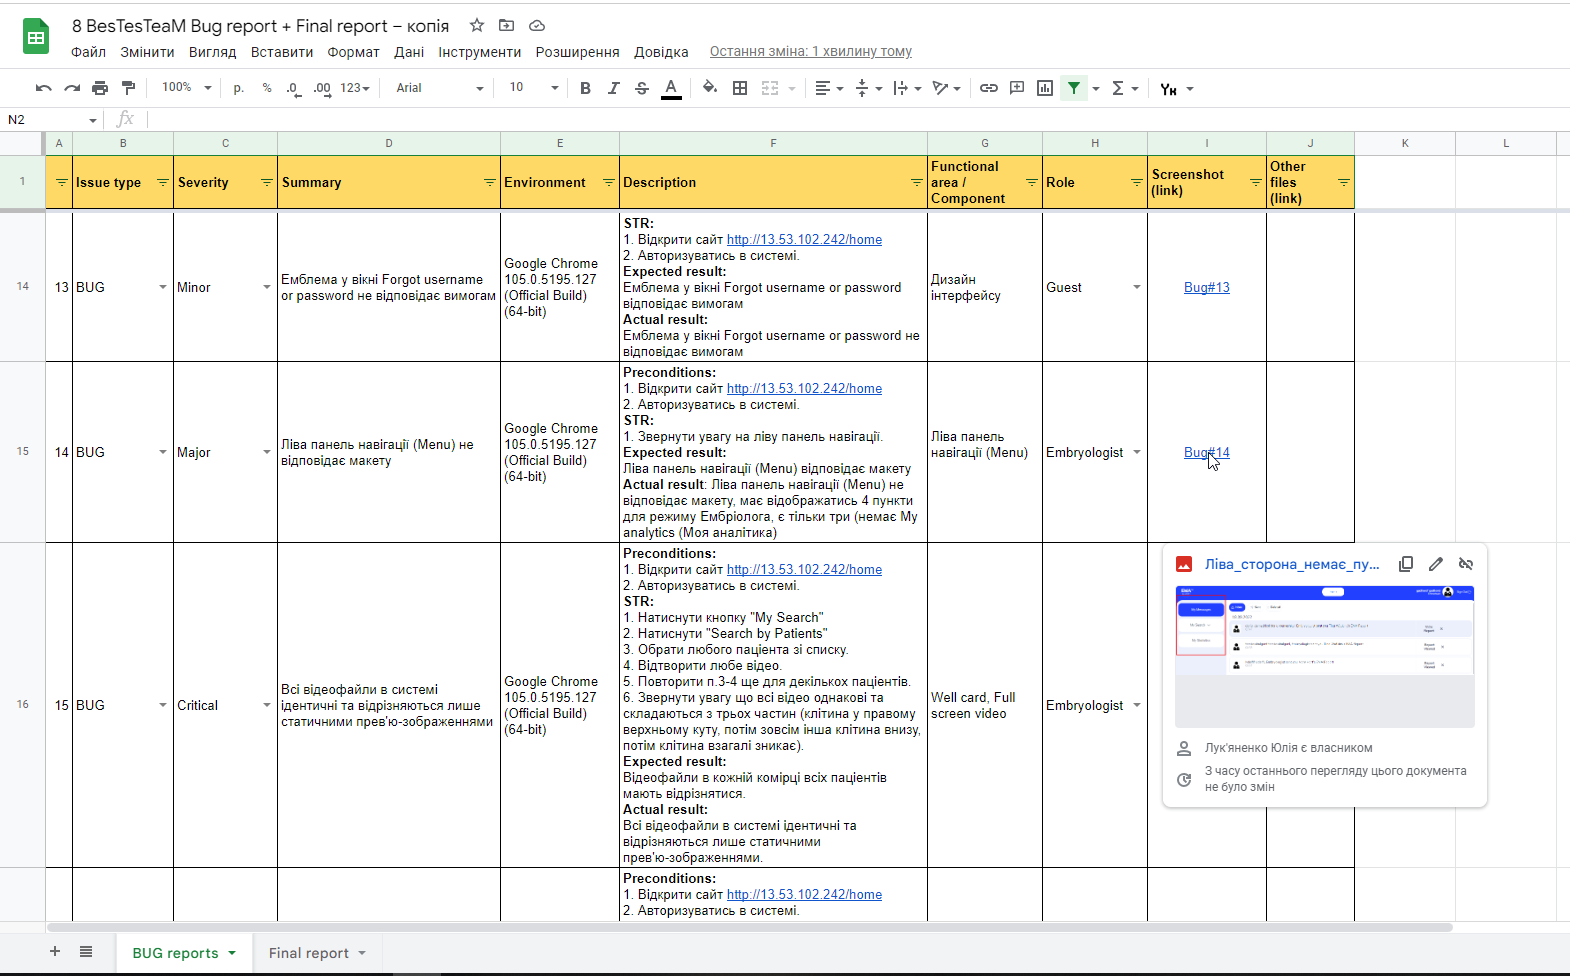 8 BesTesTeaM Bug report + Final report – копія
Файл Змінити Вигляд Вставити Формат Дані Інструменти Розширення Довідка Остання зміна: 1 хвилину тому
100% р. % .0 .00 123 Arial 10 B I S A Σ Ун
N2 fx
A B C D E F G H I J K L
1 Issue type Severity Summary Environment Description Functional area / Component Role Screenshot (link) Other files (link)
14
13
BUG
Minor
Емблема у вікні Forgot username
or password не відповідає вимогам
Google Chrome
105.0.5195.127
(Official Build)
(64-bit)
STR:
1. Відкрити сайт http://13.53.102.242/home
2. Авторизуватись в системі.
Expected result:
Емблема у вікні Forgot username or password
відповідає вимогам
Actual result:
Емблема у вікні Forgot username or password не
відповідає вимогам
Дизайн
інтерфейсу
Guest
Bug#13
15
14
BUG
Major
Ліва панель навігації (Menu) не
відповідає макету
Google Chrome
105.0.5195.127
(Official Build)
(64-bit)
Preconditions:
1. Відкрити сайт http://13.53.102.242/home
2. Авторизуватись в системі.
STR:
1. Звернути увагу на ліву панель навігації.
Expected result:
Ліва панель навігації (Menu) відповідає макету
Actual result: Ліва панель навігації (Menu) не
відповідає макету, має відображатись 4 пункти
для режиму Ембріолога, є тільки три (немає My
analytics (Моя аналітика)
Ліва панель
навігації (Menu)
Embryologist
Bug#14
16
15
BUG
Critical
Всі відеофайли в системі
ідентичні та відрізняються лише
статичними прев'ю-зображеннями
Google Chrome
105.0.5195.127
(Official Build)
(64-bit)
Preconditions:
1. Відкрити сайт http://13.53.102.242/home
2. Авторизуватись в системі.
STR:
1. Натиснути кнопку "My Search"
2. Натиснути "Search by Patients"
3. Обрати любого паціента зі списку.
4. Відтворити любе відео.
5. Повторити п.3-4 ще для декількох паціентів.
6. Звернути увагу що всі відео однакові та
складаються з трьох частин (клітина у правому
верхньому куту, потім зовсім інша клітина внизу,
потім клітина взагалі зникає).
Expected result:
Відеофайли в кожній комірці всіх паціентів
мають відрізнятися.
Actual result:
Всі відеофайли в системі ідентичні та
відрізняються лише статичними
прев'ю-зображеннями.
Well card, Full
screen video
Embryologist
Ліва_сторона_немає_пу...
Лук'яненко Юлія є власником
З часу останнього перегляду цього документа
не було змін
Preconditions:
1. Відкрити сайт http://13.53.102.242/home
2. Авторизуватись в системі.
BUG reports Final report